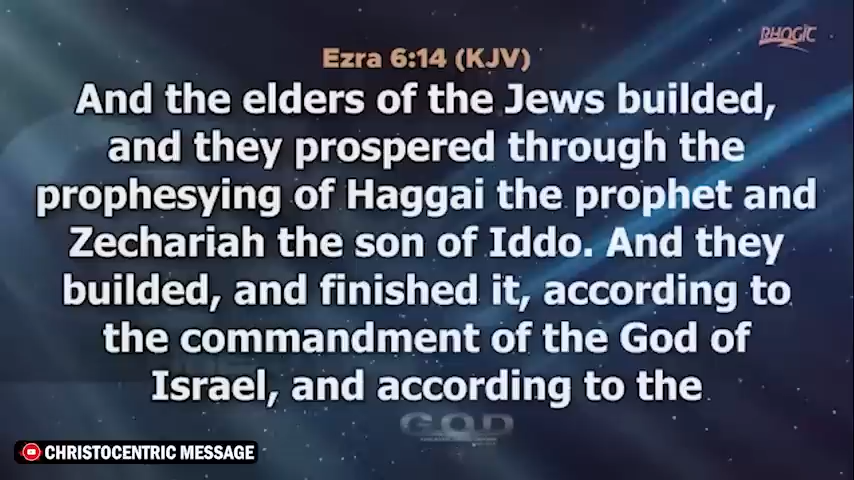 RHOGIC
Ezra 6:14 (KJV)
And the elders of the Jews builded,
and they prospered through the
prophesying of Haggai the prophet and
Zechariah the son of Iddo. And they
builded, and finished it, according to
the commandment of the God of
Israel, and according to the
G.O.D
CHRISTOCENTRIC MESSAGE